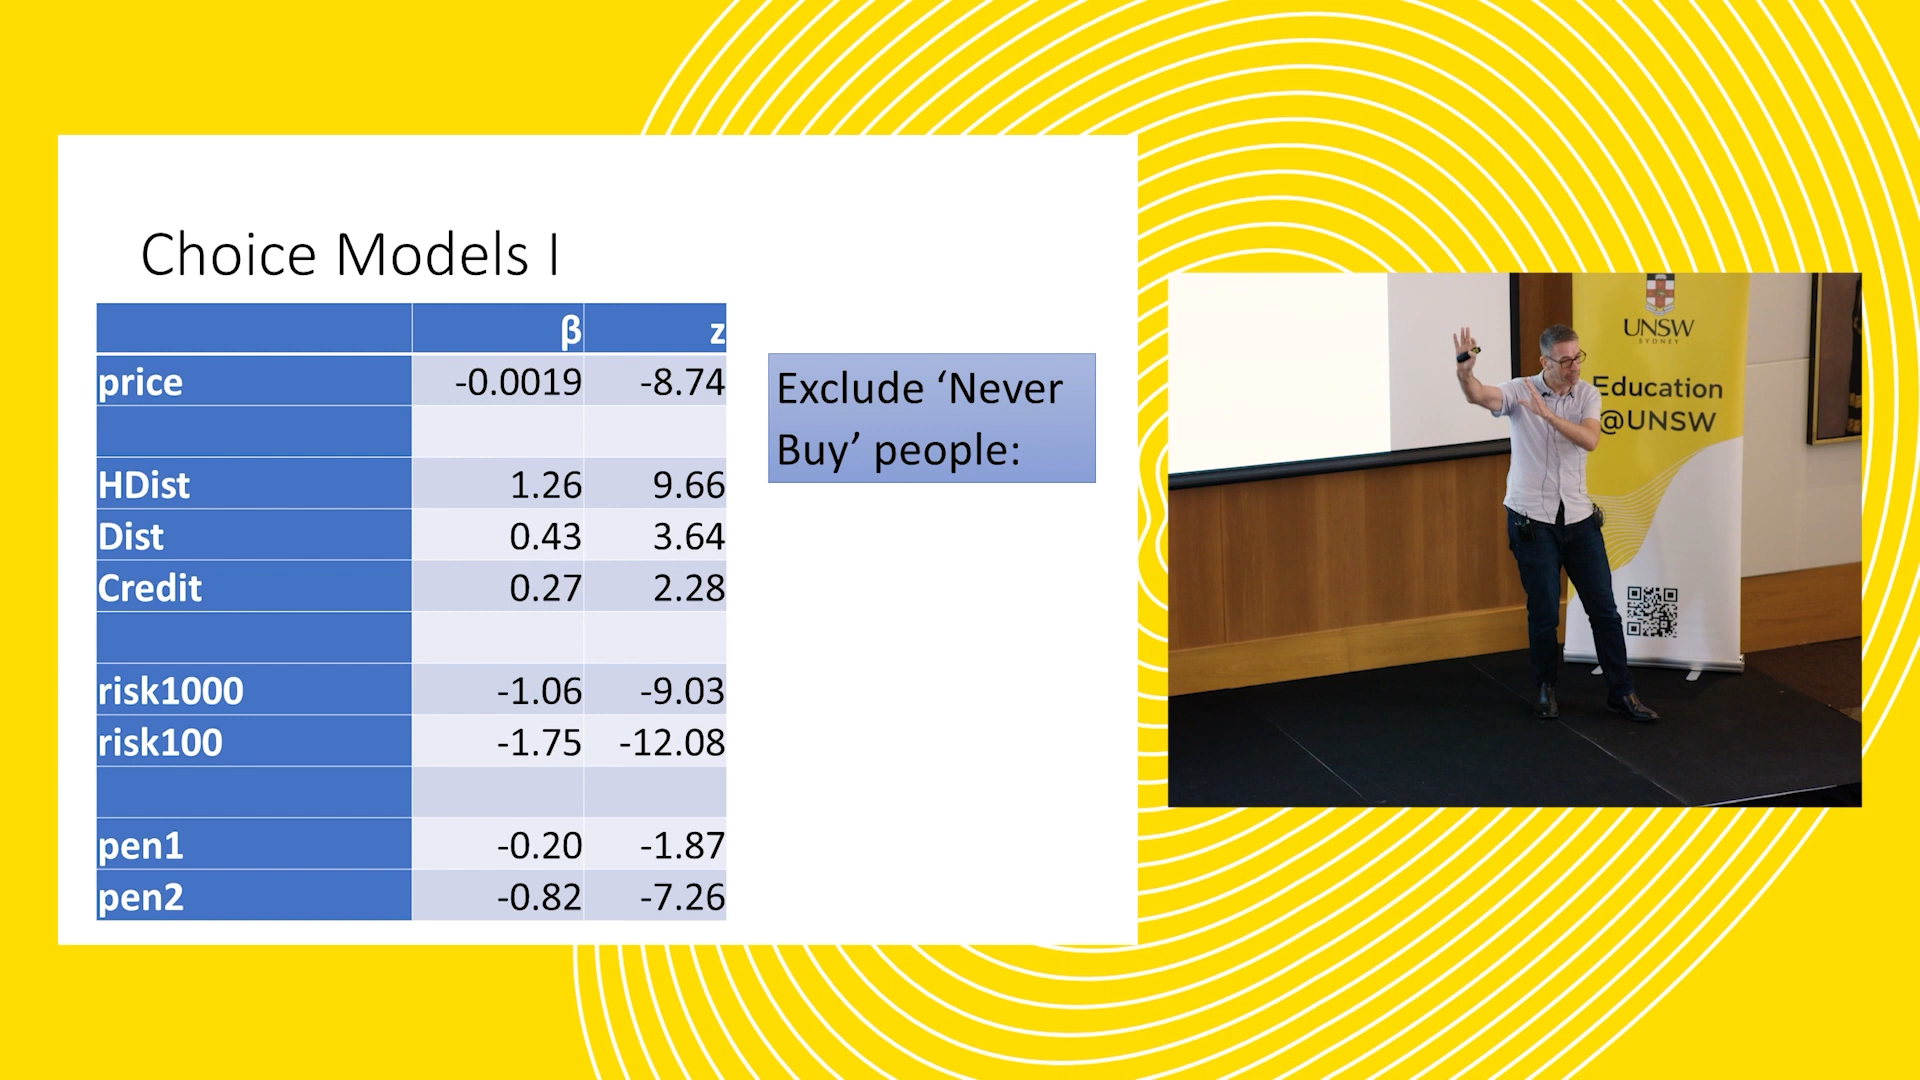 Choice Models I
β z
price -0.0019 -8.74
HDist 1.26 9.66
Dist 0.43 3.64
Credit 0.27 2.28
risk1000 -1.06 -9.03
risk100 -1.75 -12.08
pen1 -0.20 -1.87
pen2 -0.82 -7.26
Exclude ‘Never
Buy’ people:
UNSW
SYDNEY
Education
@UNSW